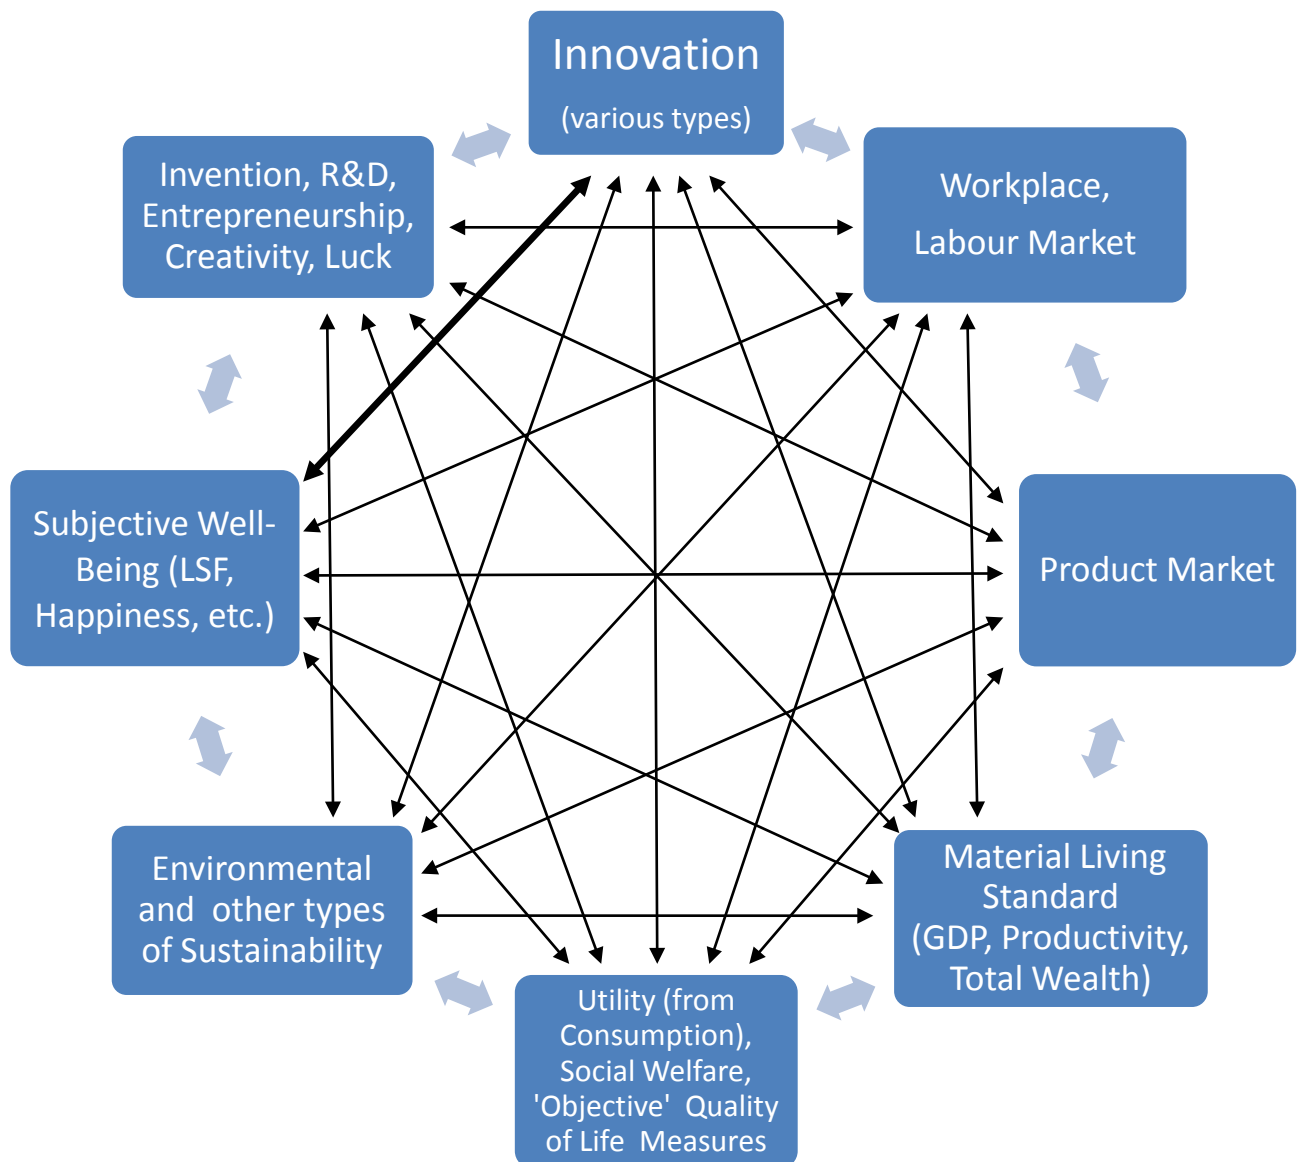 Innovation
(various types)
Invention, R&D,
Entrepreneurship,
Creativity, Luck
Workplace,
Labour Market
Subjective Well-
Being (LSF,
Happiness, etc.)
Product Market
Environmental
and other types
of Sustainability
Material Living
Standard
(GDP, Productivity,
Total Wealth)
Utility (from
Consumption),
Social Welfare,
'Objective' Quality
of Life Measures